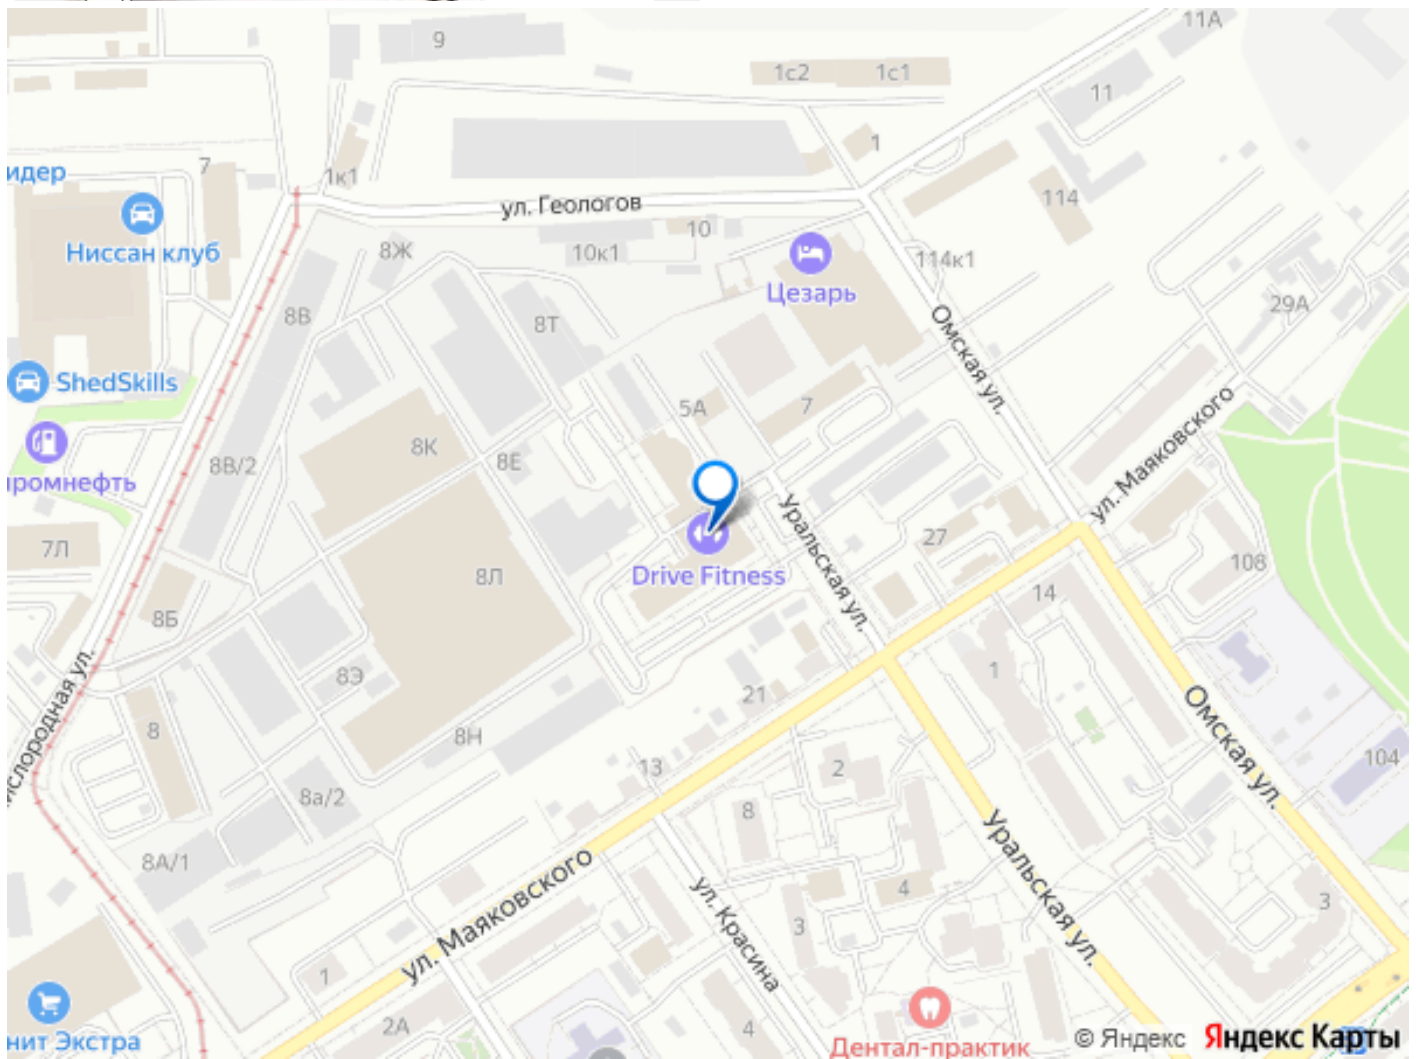 11А
9
1с2
1с1
11
1
идер
7
1к1
ул. Геологов
114
Ниссан клуб
8Ж
10к1
10
Цезарь
114к1
29А
8В
8Т
Омская ул.
ShedSkills
5А
7
ул. Маяковского
8К
8Е
8В/2
промнефть
Уральская ул.
27
7Л
8Л
Drive Fitness
108
14
8Б
1
8Э
21
ислородная ул.
8
8Н
13
2
Омская ул.
104
8а/2
8
Уральская ул.
8А/1
ул. Маяковского
ул. Красина
4
3
3
1
нит Экстра
2А
4
Дентал-практик
© Яндекс Яндекс Карты